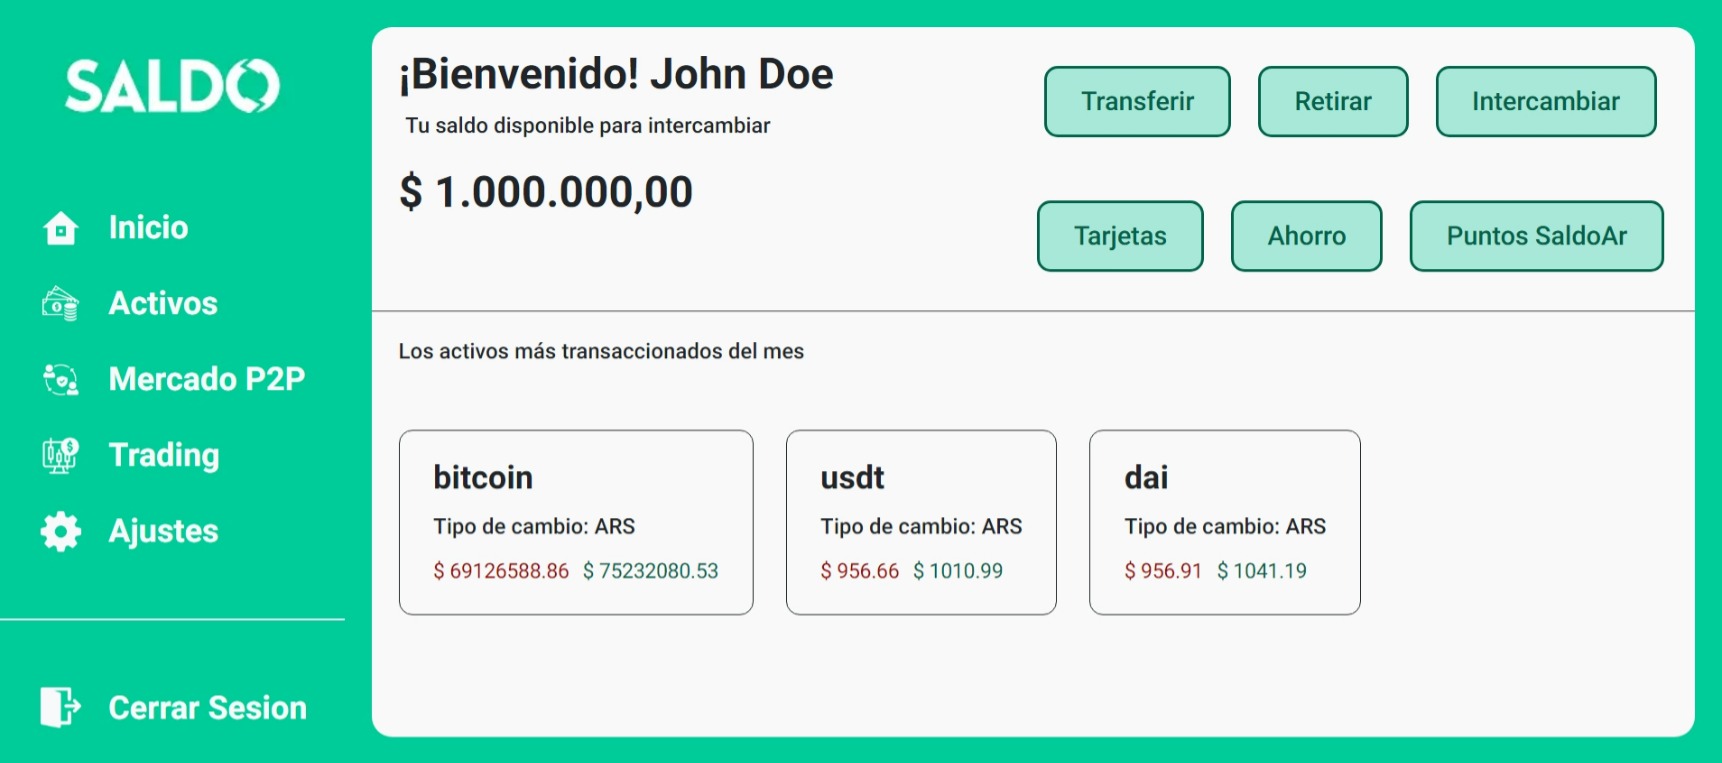 SALDO
Inicio
Activos
Mercado P2P
Trading
Ajustes
Cerrar Sesion
¡Bienvenido! John Doe
Tu saldo disponible para intercambiar
$ 1.000.000,00
Transferir Retirar Intercambiar
Tarjetas Ahorro Puntos SaldoAr
Los activos más transaccionados del mes
bitcoin
Tipo de cambio: ARS
$ 69126588.86 $ 75232080.53
usdt
Tipo de cambio: ARS
$ 956.66 $ 1010.99
dai
Tipo de cambio: ARS
$ 956.91 $ 1041.19